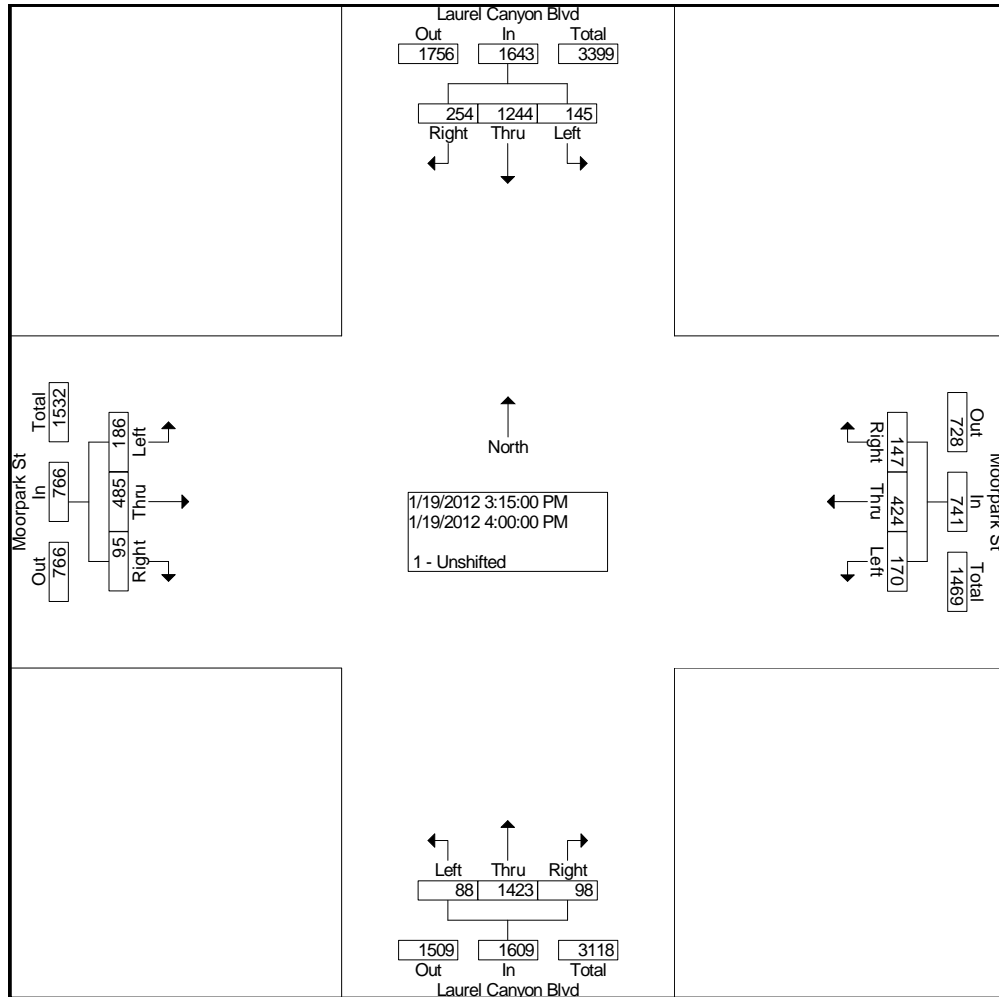 Laurel Canyon Blvd
Out In Total
1756 1643 3399
254 1244 145
Right Thru Left
North
1/19/2012 3:15:00 PM
1/19/2012 4:00:00 PM
1 - Unshifted
Moorpark St
Total In Out
1532 766 766
186 485 95
Left Thru Right
Moorpark St
Out In Total
728 741 1469
147 424 170
Right Thru Left
Left Thru Right
88 1423 98
1509 1609 3118
Out In Total
Laurel Canyon Blvd